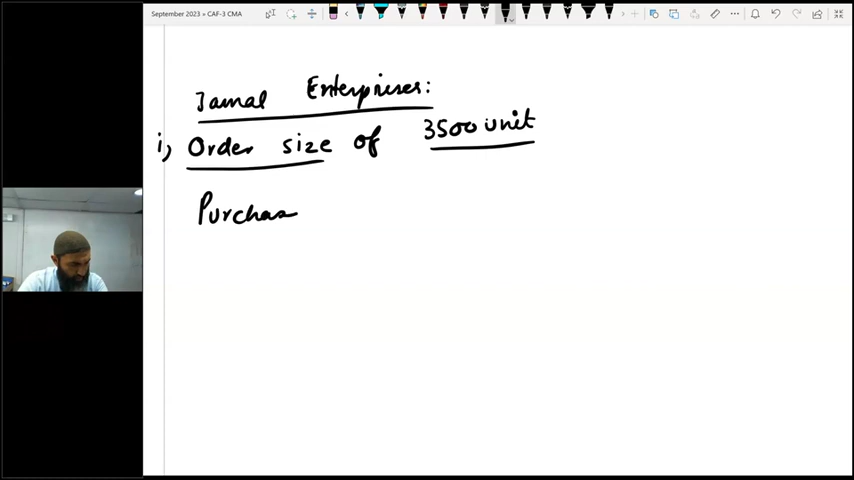 September 2023 » CAF-3 CMA
Jamal Enterprises:
i, Order size of 3500 unit
Purchas